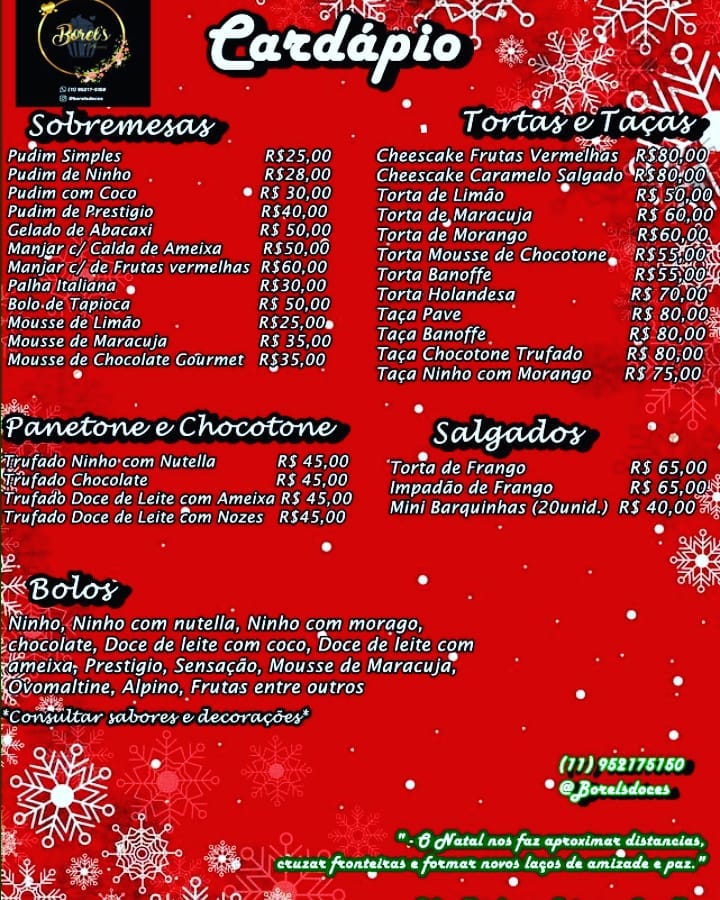 Borel's
(11) 95217-5150
@borelsdoces
Cardápio
Sobremesas
Pudim Simples R$25,00
Pudim de Ninho R$28,00
Pudim com Coco R$ 30,00
Pudim de Prestigio R$40,00
Gelado de Abacaxi R$ 50,00
Manjar c/ Calda de Ameixa R$50,00
Manjar c/ de Frutas vermelhas R$60,00
Palha Italiana R$30,00
Bolo de Tapioca R$ 50,00
Mousse de Limão R$25,00
Mousse de Maracuja R$ 35,00
Mousse de Chocolate Gourmet R$35,00
Tortas e Taças
Cheescake Frutas Vermelhas R$80,00
Cheescake Caramelo Salgado R$80,00
Torta de Limão R$ 50,00
Torta de Maracuja R$ 60,00
Torta de Morango R$60,00
Torta Mousse de Chocotone R$55,00
Torta Banoffe R$55,00
Torta Holandesa R$ 70,00
Taça Pave R$ 80,00
Taça Banoffe R$ 80,00
Taça Chocotone Trufado R$ 80,00
Taça Ninho com Morango R$ 75,00
Panetone e Chocotone
Trufado Ninho com Nutella R$ 45,00
Trufado Chocolate R$ 45,00
Trufado Doce de Leite com Ameixa R$ 45,00
Trufado Doce de Leite com Nozes R$45,00
Salgados
Torta de Frango R$ 65,00
Impadão de Frango R$ 65,00
Mini Barquinhas (20unid.) R$ 40,00
Bolos
Ninho, Ninho com nutella, Ninho com morago,
chocolate, Doce de leite com coco, Doce de leite com
ameixa, Prestigio, Sensação, Mousse de Maracuja,
Ovomaltine, Alpino, Frutas entre outros
*Consultar sabores e decorações*
(11) 952175150
@Borelsdoces
"- O Natal nos faz aproximar distancias,
cruzar fronteiras e formar novos laços de amizade e paz."